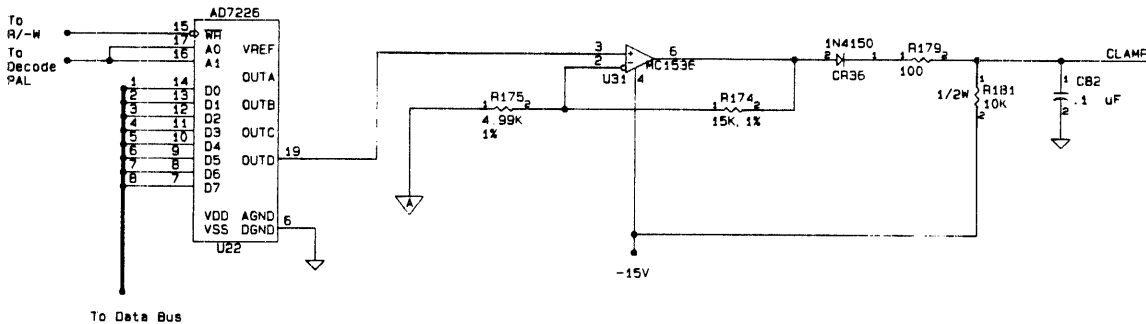 AD7226
To
R/-W
To
Decode
PAL
15
17
16
WR
A0
A1
VREF
OUTA
OUTB
OUTC
OUTD
1 14 D0
2 13 D1
3 12 D2
4 11 D3
5 10 D4
6 9 D5
7 8 D6
8 7 D7
19
VDD AGND 6
VSS DGND
U22
To Data Bus
A
1 R175 2
4.99K
1%
3 +
2 -
6
MC1536
U31 4
1 R174 2
15K, 1%
-15V
1N4150
2 1
CR36
R179 2
100
1/2W
1
R181
10K
2
CLAMP
1 C82
.1 uF
2